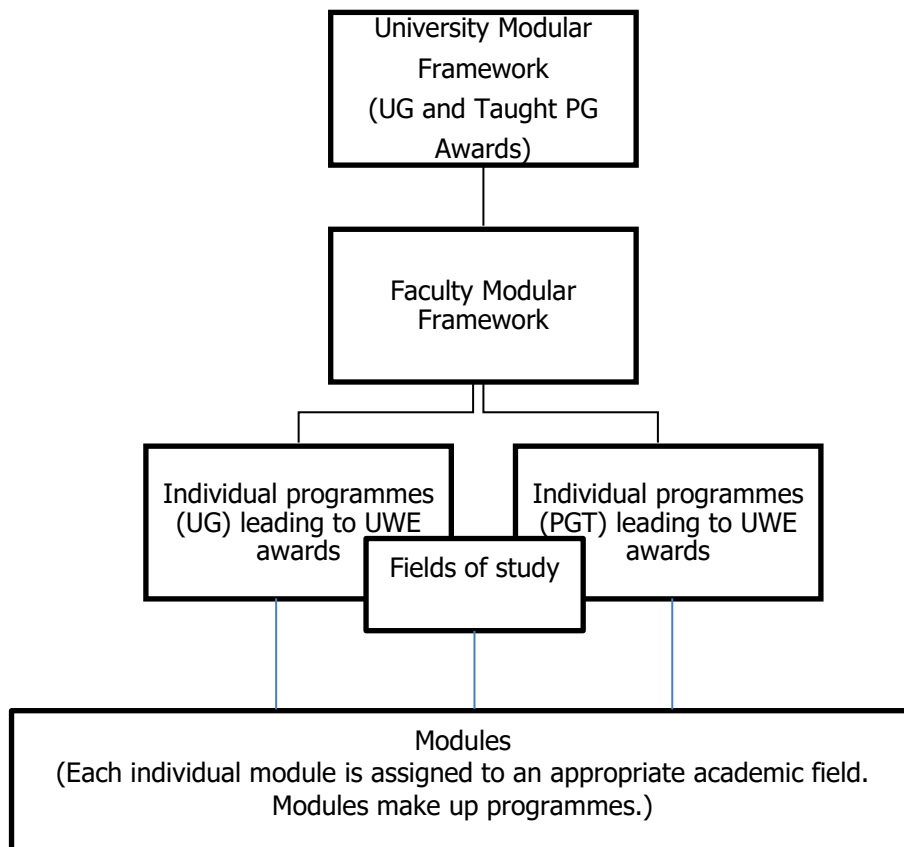 University Modular
Framework
(UG and Taught PG
Awards)
Faculty Modular
Framework
Individual programmes
(UG) leading to UWE
awards
Individual programmes
(PGT) leading to UWE
awards
Fields of study
Modules
(Each individual module is assigned to an appropriate academic field.
Modules make up programmes.)